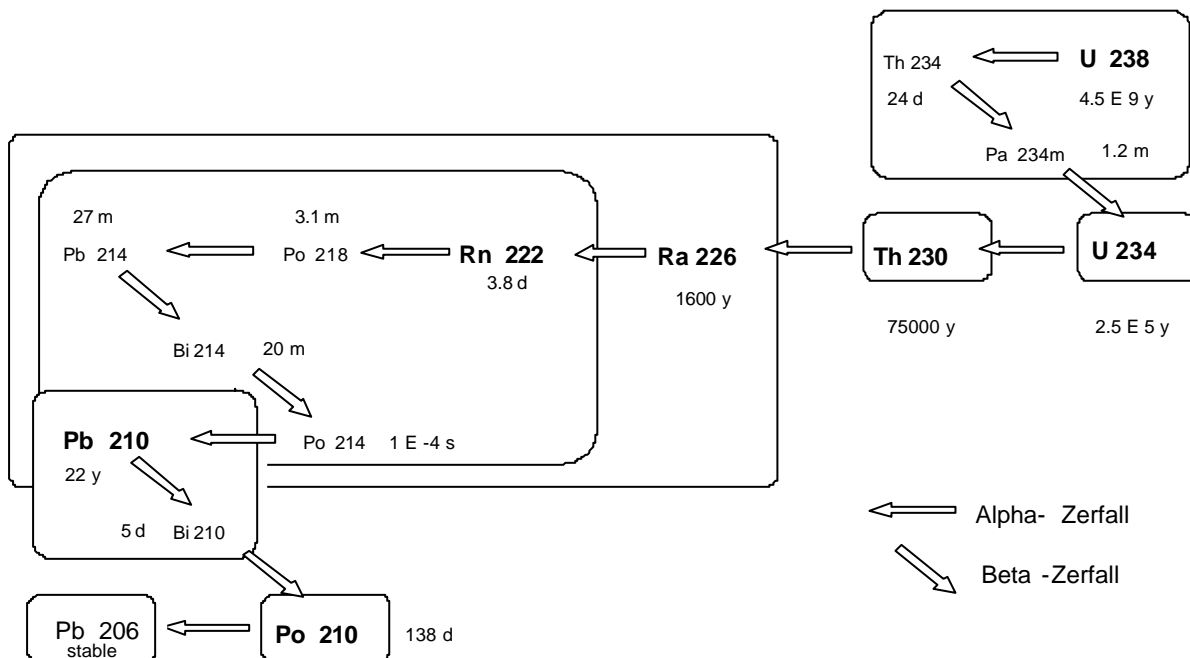 Th 234
U 238
24 d
4.5 E 9 y
Pa 234m
1.2 m
27 m
3.1 m
Pb 214
Po 218
Rn 222
3.8 d
Ra 226
1600 y
Th 230
75000 y
U 234
2.5 E 5 y
Bi 214
20 m
Pb 210
22 y
Po 214
1 E -4 s
5 d
Bi 210
Alpha- Zerfall
Beta -Zerfall
Pb 206
stable
Po 210
138 d